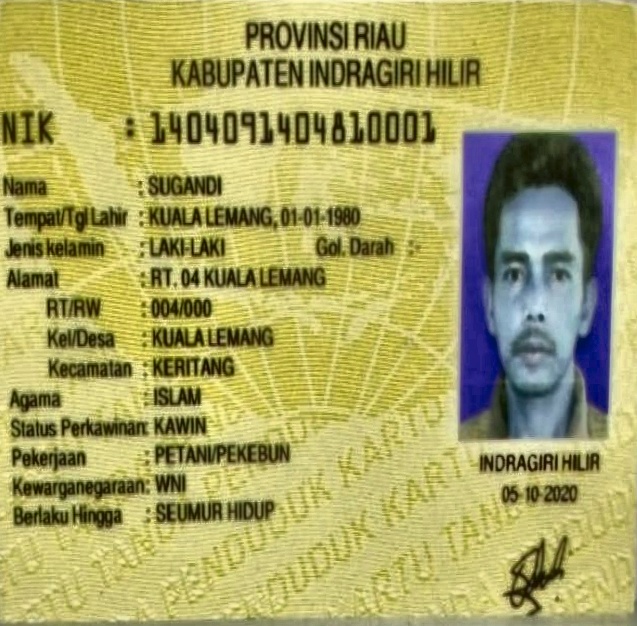 PROVINSI RIAU
KABUPATEN INDRAGIRI HILIR
NIK : 1404091404810001
Nama : SUGANDI
Tempat/Tgl Lahir : KUALA LEMANG, 01-01-1980
Jenis kelamin : LAKI-LAKI Gol. Darah :-
Alamat : RT. 04 KUALA LEMANG
RT/RW : 004/000
Kel/Desa : KUALA LEMANG
Kecamatan : KERITANG
Agama : ISLAM
Status Perkawinan: KAWIN
Pekerjaan : PETANI/PEKEBUN
Kewarganegaraan: WNI
Berlaku Hingga : SEUMUR HIDUP
INDRAGIRI HILIR
05-10-2020